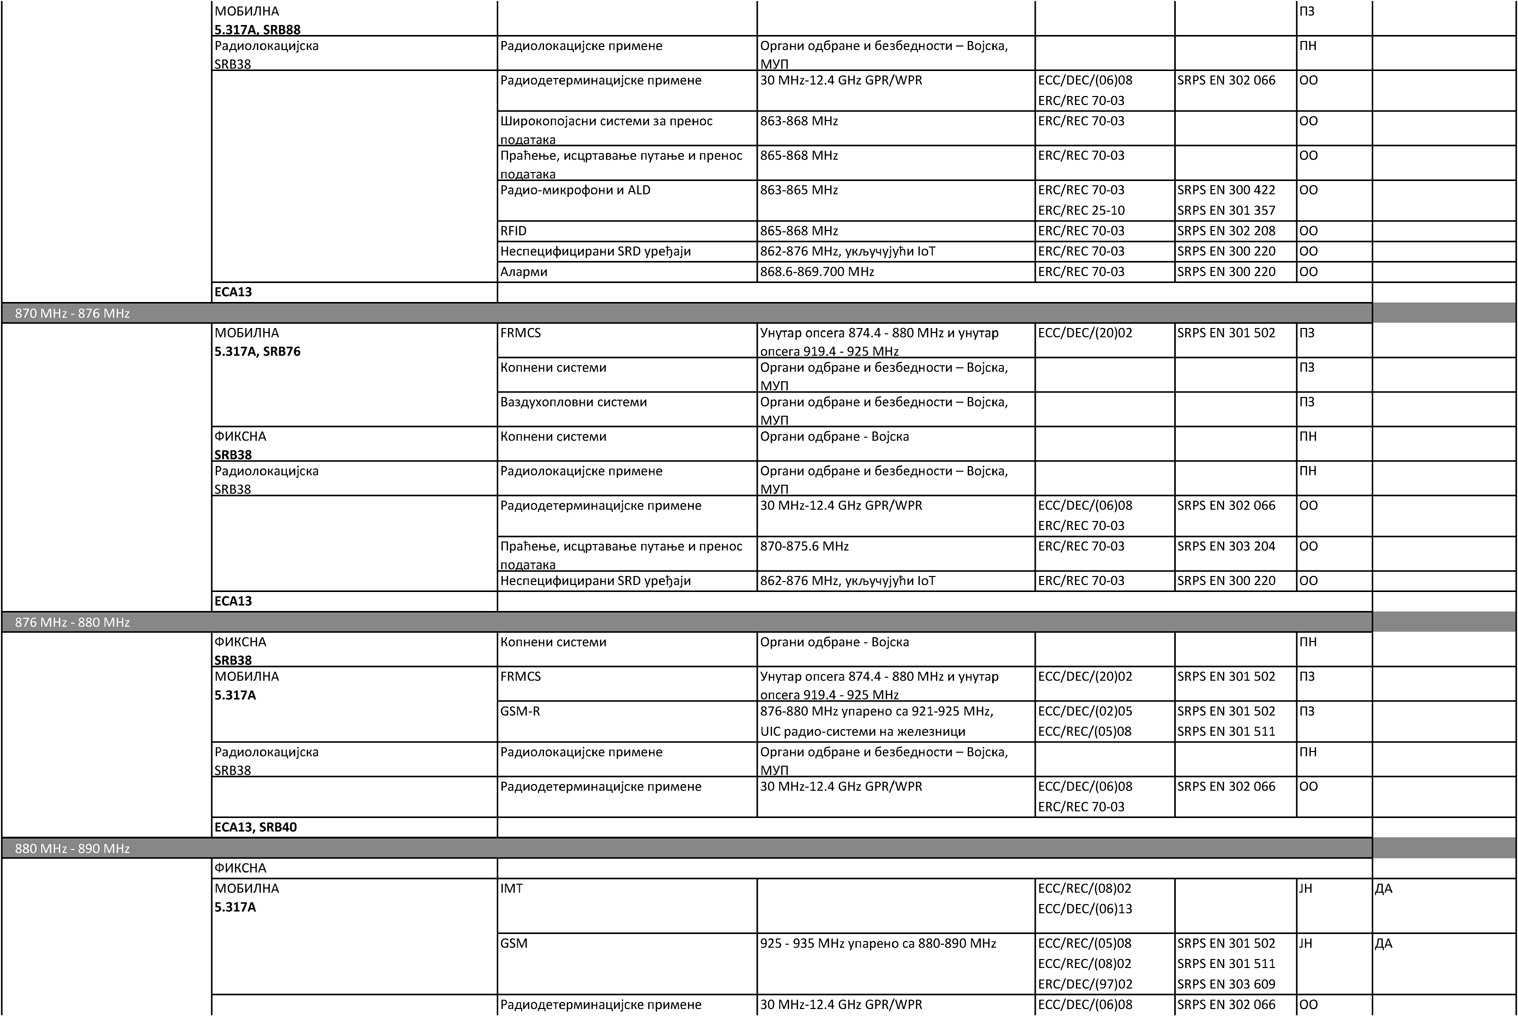 МОБИЛНА ПЗ
5.317A, SRB88
Радиолокацијска Радиолокацијске примене Органи одбране и безбедности – Војска, ПН
SRB38 МУП
Радиодетерминацијске примене 30 MHz-12.4 GHz GPR/WPR ECC/DEC/(06)08 SRPS EN 302 066 ОО
ERC/REC 70-03
Широкопојасни системи за пренос 863-868 MHz ERC/REC 70-03 ОО
података
Праћење, исцртавање путање и пренос 865-868 MHz ERC/REC 70-03 ОО
података
Радио-микрофони и ALD 863-865 MHz ERC/REC 70-03 SRPS EN 300 422 ОО
ERC/REC 25-10 SRPS EN 301 357
RFID 865-868 MHz ERC/REC 70-03 SRPS EN 302 208 ОО
Неспецифицирани SRD уређаји 862-876 MHz, укључујући IoT ERC/REC 70-03 SRPS EN 300 220 ОО
Аларми 868.6-869.700 MHz ERC/REC 70-03 SRPS EN 300 220 ОО
ECA13
870 MHz - 876 MHz
МОБИЛНА FRMCS Унутар опсега 874.4 - 880 MHz и унутар ECC/DEC/(20)02 SRPS EN 301 502 ПЗ
5.317A, SRB76 опсега 919.4 - 925 MHz
Копнени системи Органи одбране и безбедности – Војска, ПЗ
МУП
Ваздухопловни системи Органи одбране и безбедности – Војска, ПЗ
МУП
ФИКСНА Копнени системи Органи одбране - Војска ПН
SRB38
Радиолокацијска Радиолокацијске примене Органи одбране и безбедности – Војска, ПН
SRB38 МУП
Радиодетерминацијске примене 30 MHz-12.4 GHz GPR/WPR ECC/DEC/(06)08 SRPS EN 302 066 ОО
ERC/REC 70-03
Праћење, исцртавање путање и пренос 870-875.6 MHz ERC/REC 70-03 SRPS EN 303 204 ОО
података
Неспецифицирани SRD уређаји 862-876 MHz, укључујући IoT ERC/REC 70-03 SRPS EN 300 220 ОО
ECA13
876 MHz - 880 MHz
ФИКСНА Копнени системи Органи одбране - Војска ПН
SRB38
МОБИЛНА FRMCS Унутар опсега 874.4 - 880 MHz и унутар ECC/DEC/(20)02 SRPS EN 301 502 ПЗ
5.317A опсега 919.4 - 925 MHz
GSM-R 876-880 MHz упарено са 921-925 MHz, ECC/DEC/(02)05 SRPS EN 301 502 ПЗ
UIC радио-системи на железници ECC/REC/(05)08 SRPS EN 301 511
Радиолокацијска Радиолокацијске примене Органи одбране и безбедности – Војска, ПН
SRB38 МУП
Радиодетерминацијске примене 30 MHz-12.4 GHz GPR/WPR ECC/DEC/(06)08 SRPS EN 302 066 ОО
ERC/REC 70-03
ECA13, SRB40
880 MHz - 890 MHz
ФИКСНА
МОБИЛНА IMT ECC/REC/(08)02 ЈН ДА
5.317A ECC/DEC/(06)13
GSM 925 - 935 MHz упарено са 880-890 MHz ECC/REC/(05)08 SRPS EN 301 502 ЈН ДА
ECC/REC/(08)02 SRPS EN 301 511
ERC/DEC/(97)02 SRPS EN 303 609
Радиодетерминацијске примене 30 MHz-12.4 GHz GPR/WPR ECC/DEC/(06)08 SRPS EN 302 066 ОО